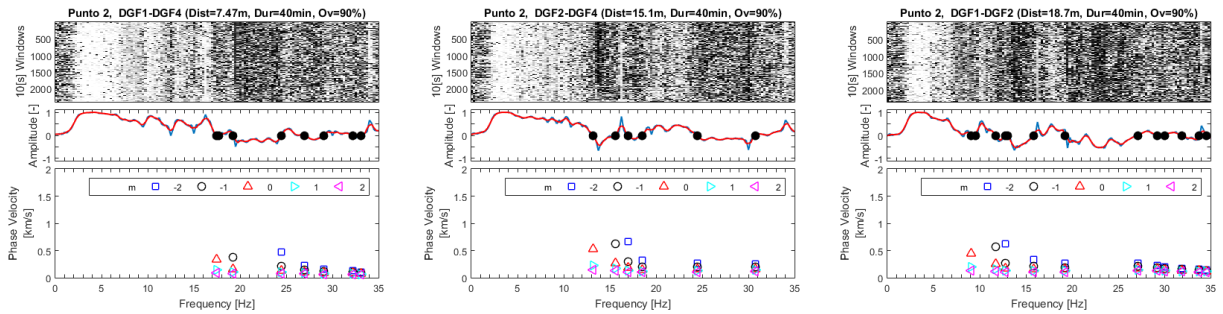 Punto 2, DGF1-DGF4 (Dist=7.47m, Dur=40min, Ov=90%)
10[s] Windows
500
1000
1500
2000
Amplitude [-]
1
0
-1
Phase Velocity
[km/s]
2
1.5
1
0.5
0
m -2 -1 0 1 2
0 5 10 15 20 25 30 35
Frequency [Hz]
Punto 2, DGF2-DGF4 (Dist=15.1m, Dur=40min, Ov=90%)
10[s] Windows
500
1000
1500
2000
Amplitude [-]
1
0
-1
Phase Velocity
[km/s]
2
1.5
1
0.5
0
m -2 -1 0 1 2
0 5 10 15 20 25 30 35
Frequency [Hz]
Punto 2, DGF1-DGF2 (Dist=18.7m, Dur=40min, Ov=90%)
10[s] Windows
500
1000
1500
2000
Amplitude [-]
1
0
-1
Phase Velocity
[km/s]
2
1.5
1
0.5
0
m -2 -1 0 1 2
0 5 10 15 20 25 30 35
Frequency [Hz]